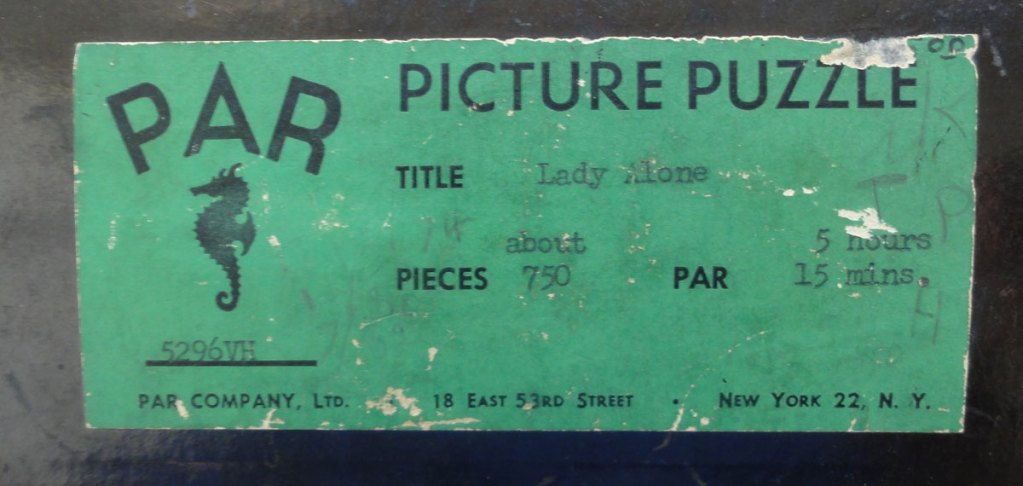 PAR PICTURE PUZZLE
TITLE Lady Alone
about 5 hours
PIECES 750 PAR 15 mins.
5296VH
PAR COMPANY, LTD. · 18 EAST 53RD STREET · NEW YORK 22, N. Y.